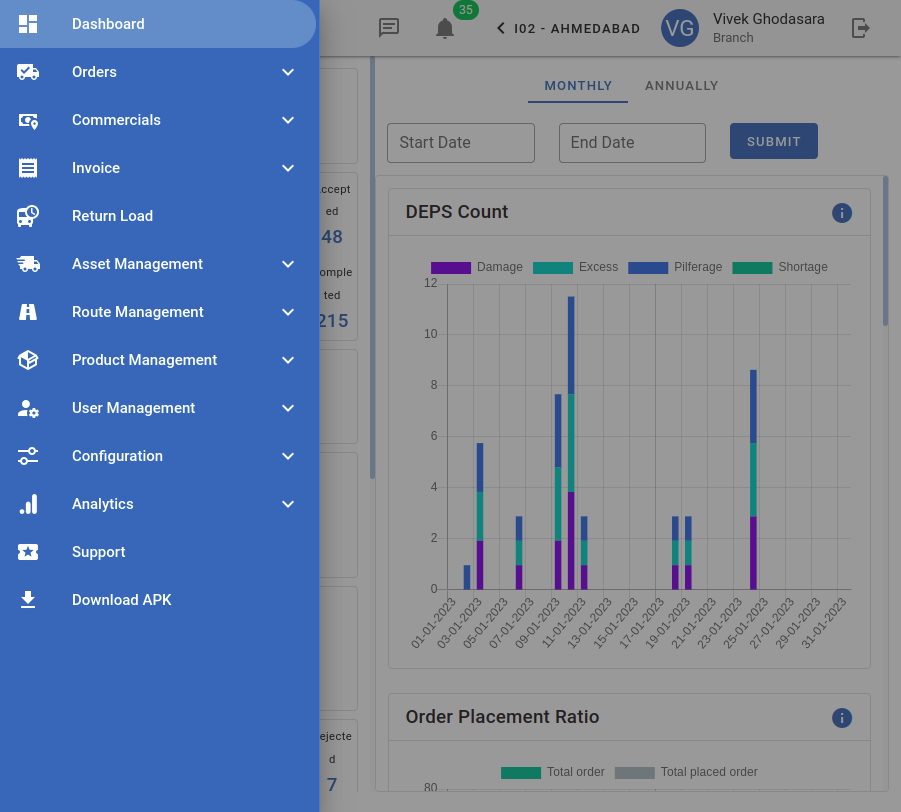 Dashboard
Orders
Commercials
Invoice
Return Load
Asset Management
Route Management
Product Management
User Management
Configuration
Analytics
Support
Download APK
35
I02 - AHMEDABAD
VG
Vivek Ghodasara
Branch
ccept
ed
48
omple
ted
215
ejecte
d
7
MONTHLY ANNUALLY
Start Date End Date SUBMIT
DEPS Count
Damage Excess Pilferage Shortage
12
10
8
6
4
2
0
01-01-2023 03-01-2023 05-01-2023 07-01-2023 09-01-2023 11-01-2023 13-01-2023 15-01-2023 17-01-2023 19-01-2023 21-01-2023 23-01-2023 25-01-2023 27-01-2023 29-01-2023 31-01-2023
Order Placement Ratio
Total order Total placed order
80